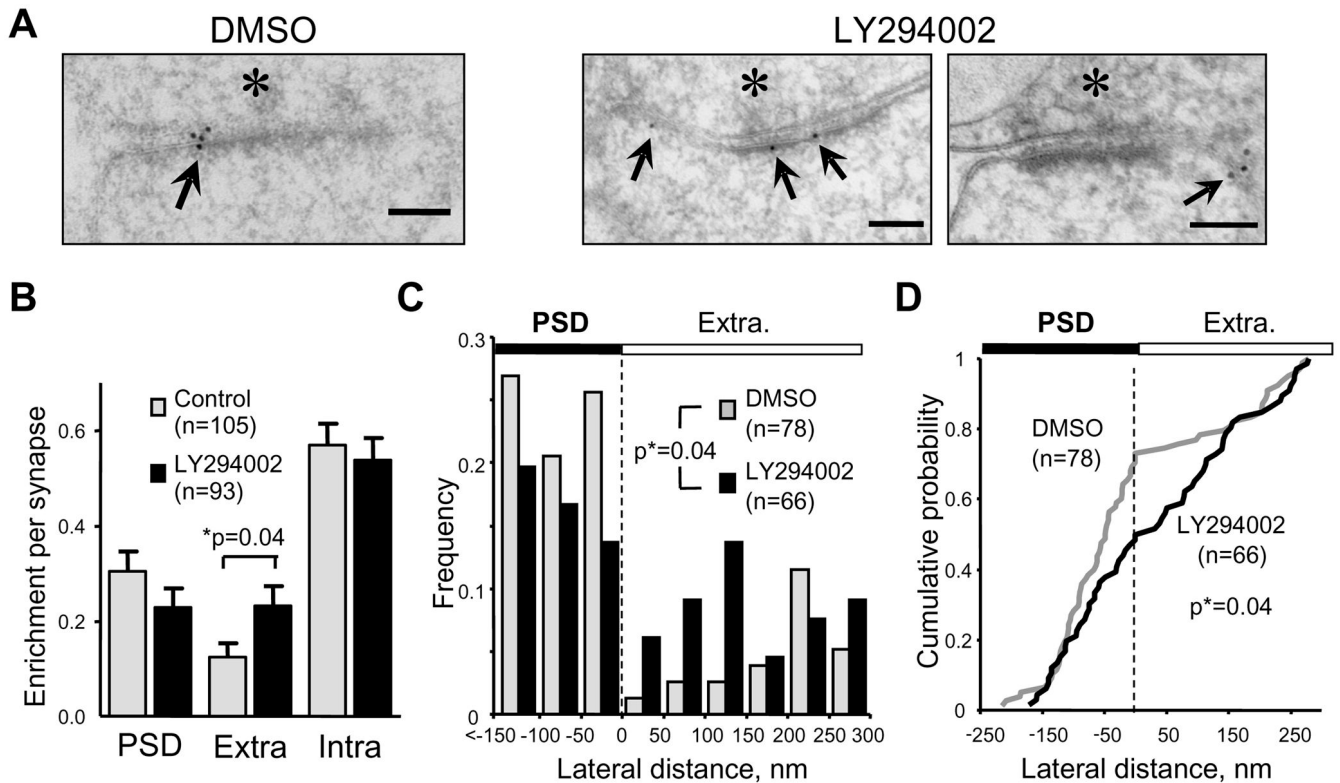 A
DMSO
LY294002
*
*
*
B
Enrichment per synapse
0.6
0.4
0.2
0.0
Control
(n=105)
LY294002
(n=93)
*p=0.04
PSD Extra Intra
C
PSD Extra.
Frequency
0.3
0.2
0.1
0
DMSO
(n=78)
p*=0.04
LY294002
(n=66)
<-150 -100 -50 0 50 100 150 200 250 300
Lateral distance, nm
D
PSD Extra.
Cumulative probability
1
0.8
0.6
0.4
0.2
0
DMSO
(n=78)
LY294002
(n=66)
p*=0.04
-250 -150 -50 50 150 250
Lateral distance, nm